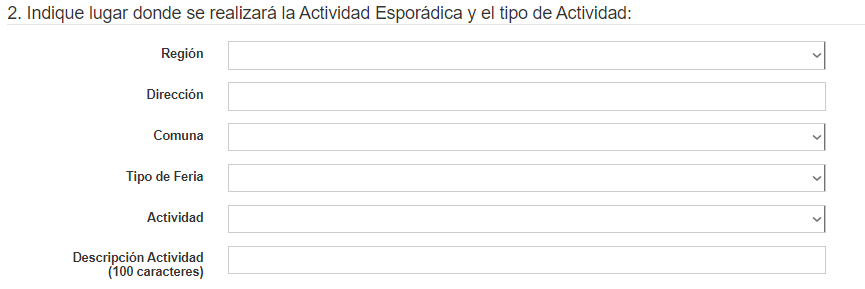 2. Indique lugar donde se realizará la Actividad Esporádica y el tipo de Actividad:
Región
Dirección
Comuna
Tipo de Feria
Actividad
Descripción Actividad
(100 caracteres)